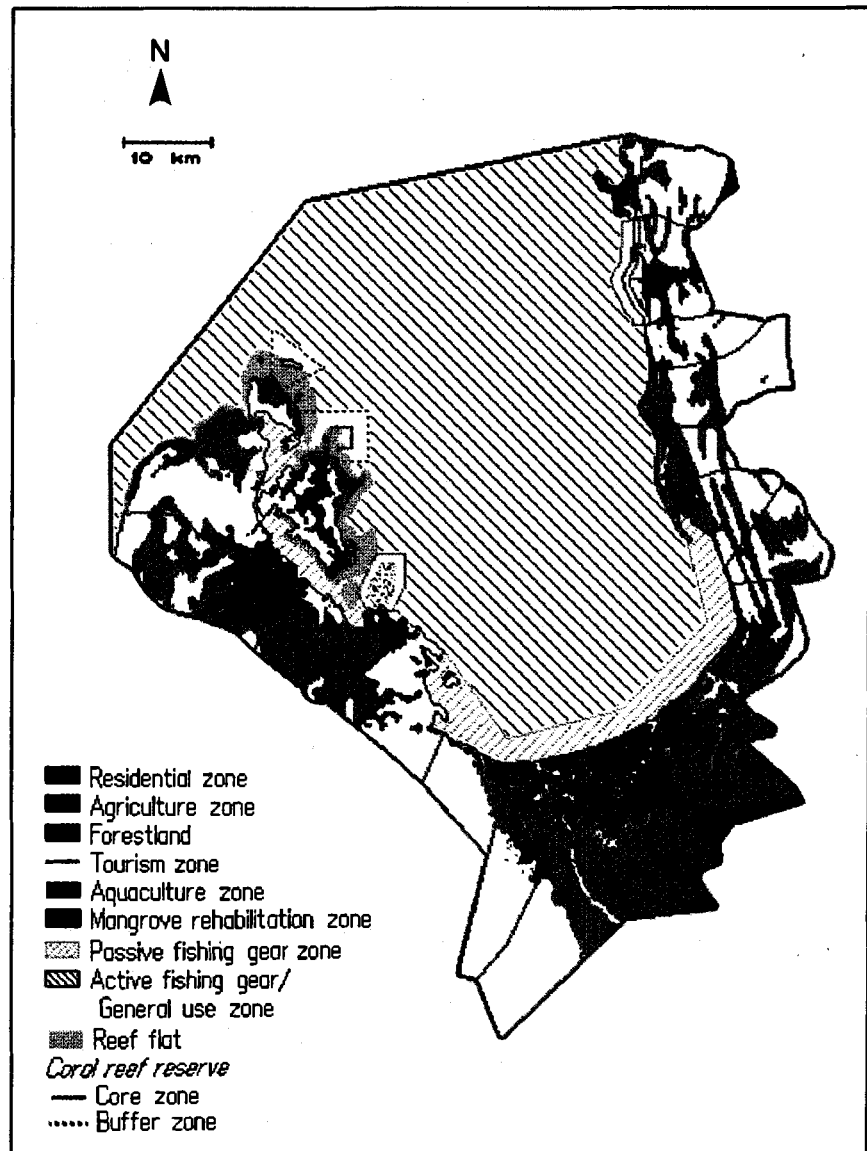 N
10 km
Residential zone
Agriculture zone
Forestland
Tourism zone
Aquaculture zone
Mangrove rehabilitation zone
Passive fishing gear zone
Active fishing gear/
General use zone
Reef flat
Coral reef reserve
Core zone
Buffer zone